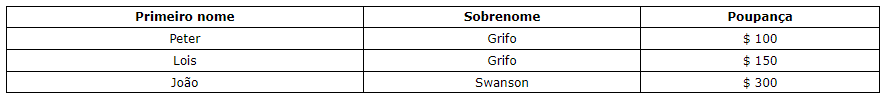 Primeiro nome Sobrenome Poupança
Peter Grifo $ 100
Lois Grifo $ 150
João Swanson $ 300